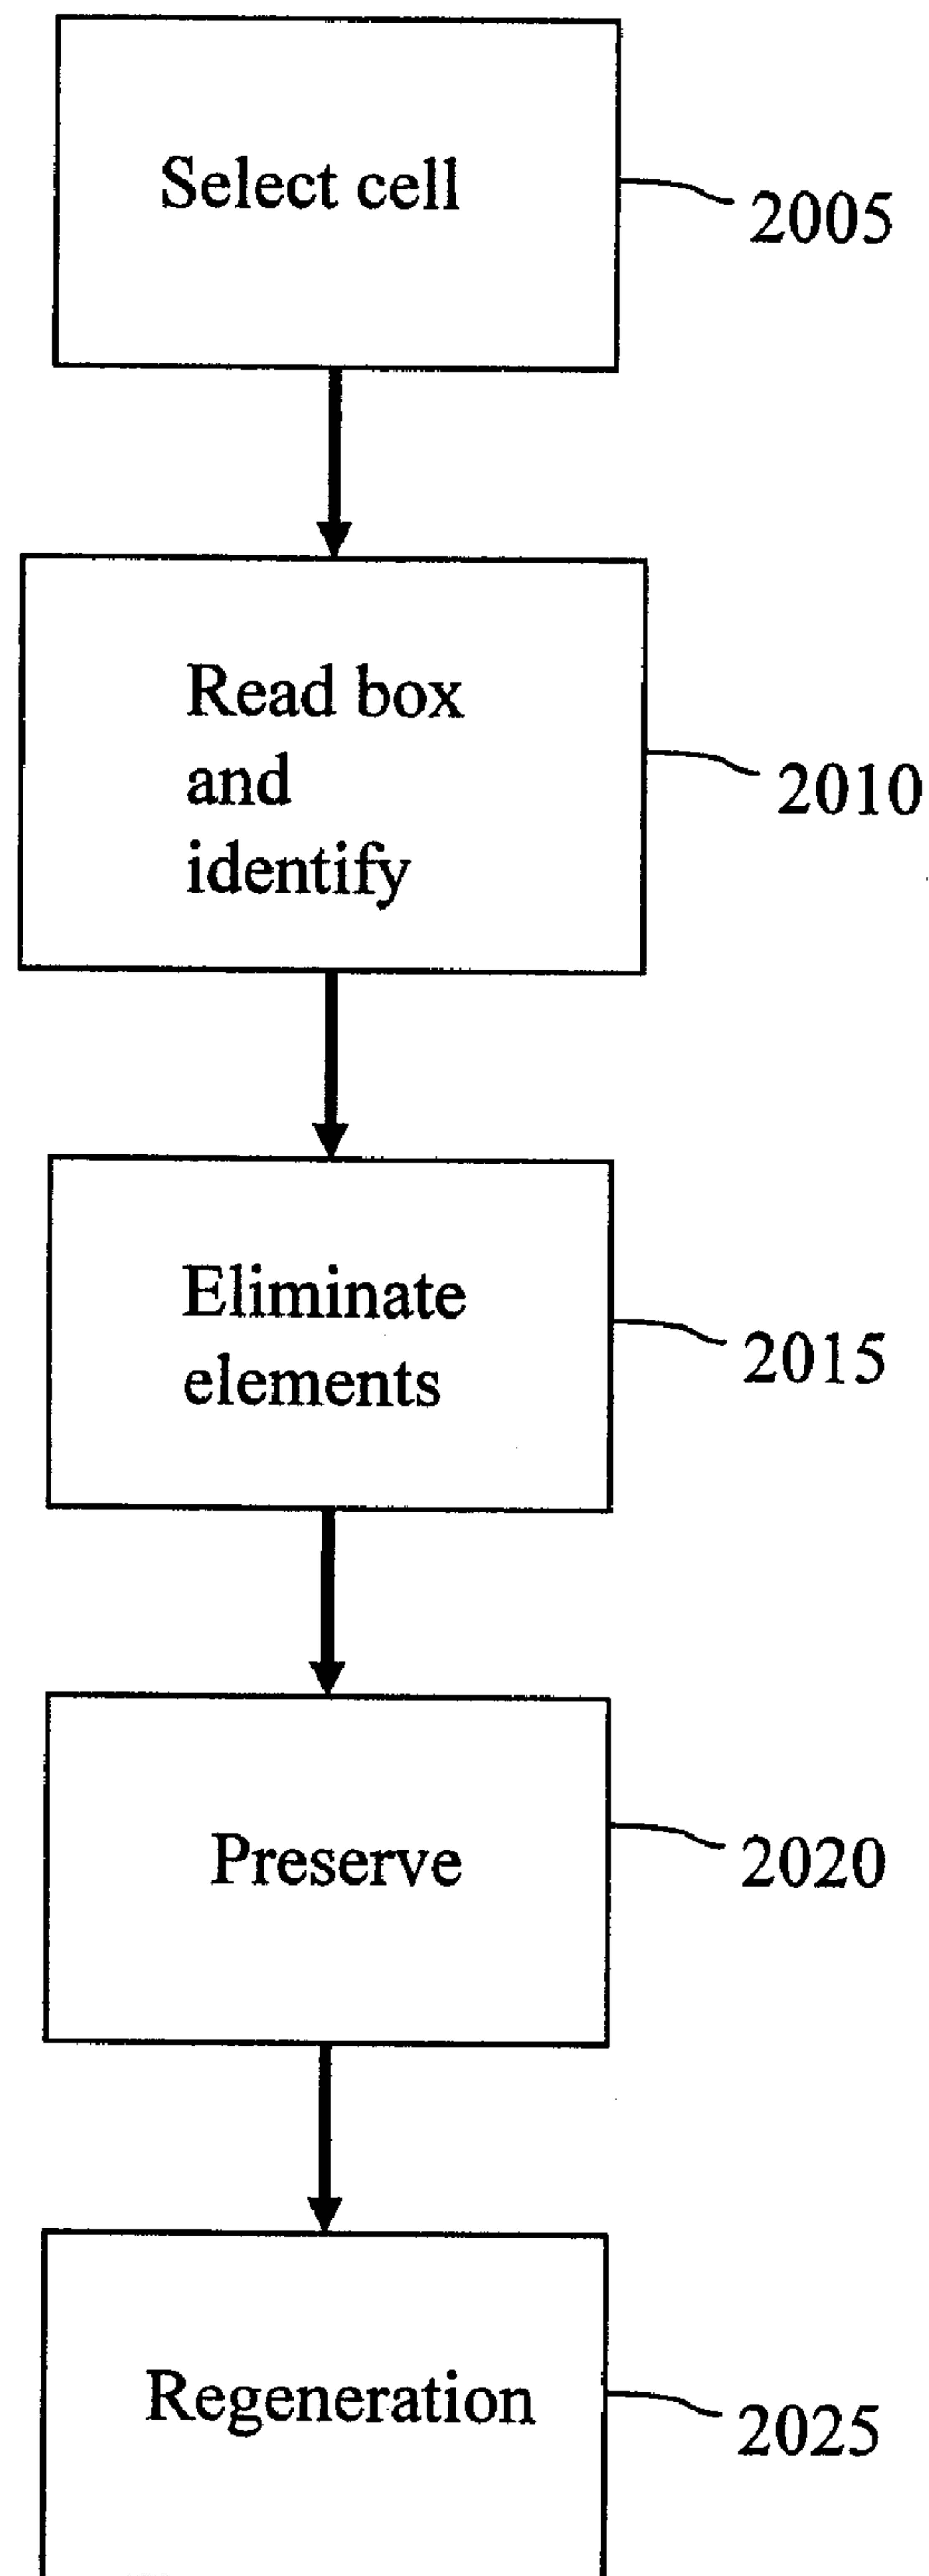 Select cell
2005
Read box
and
identify
2010
Eliminate
elements
2015
Preserve
2020
Regeneration
2025